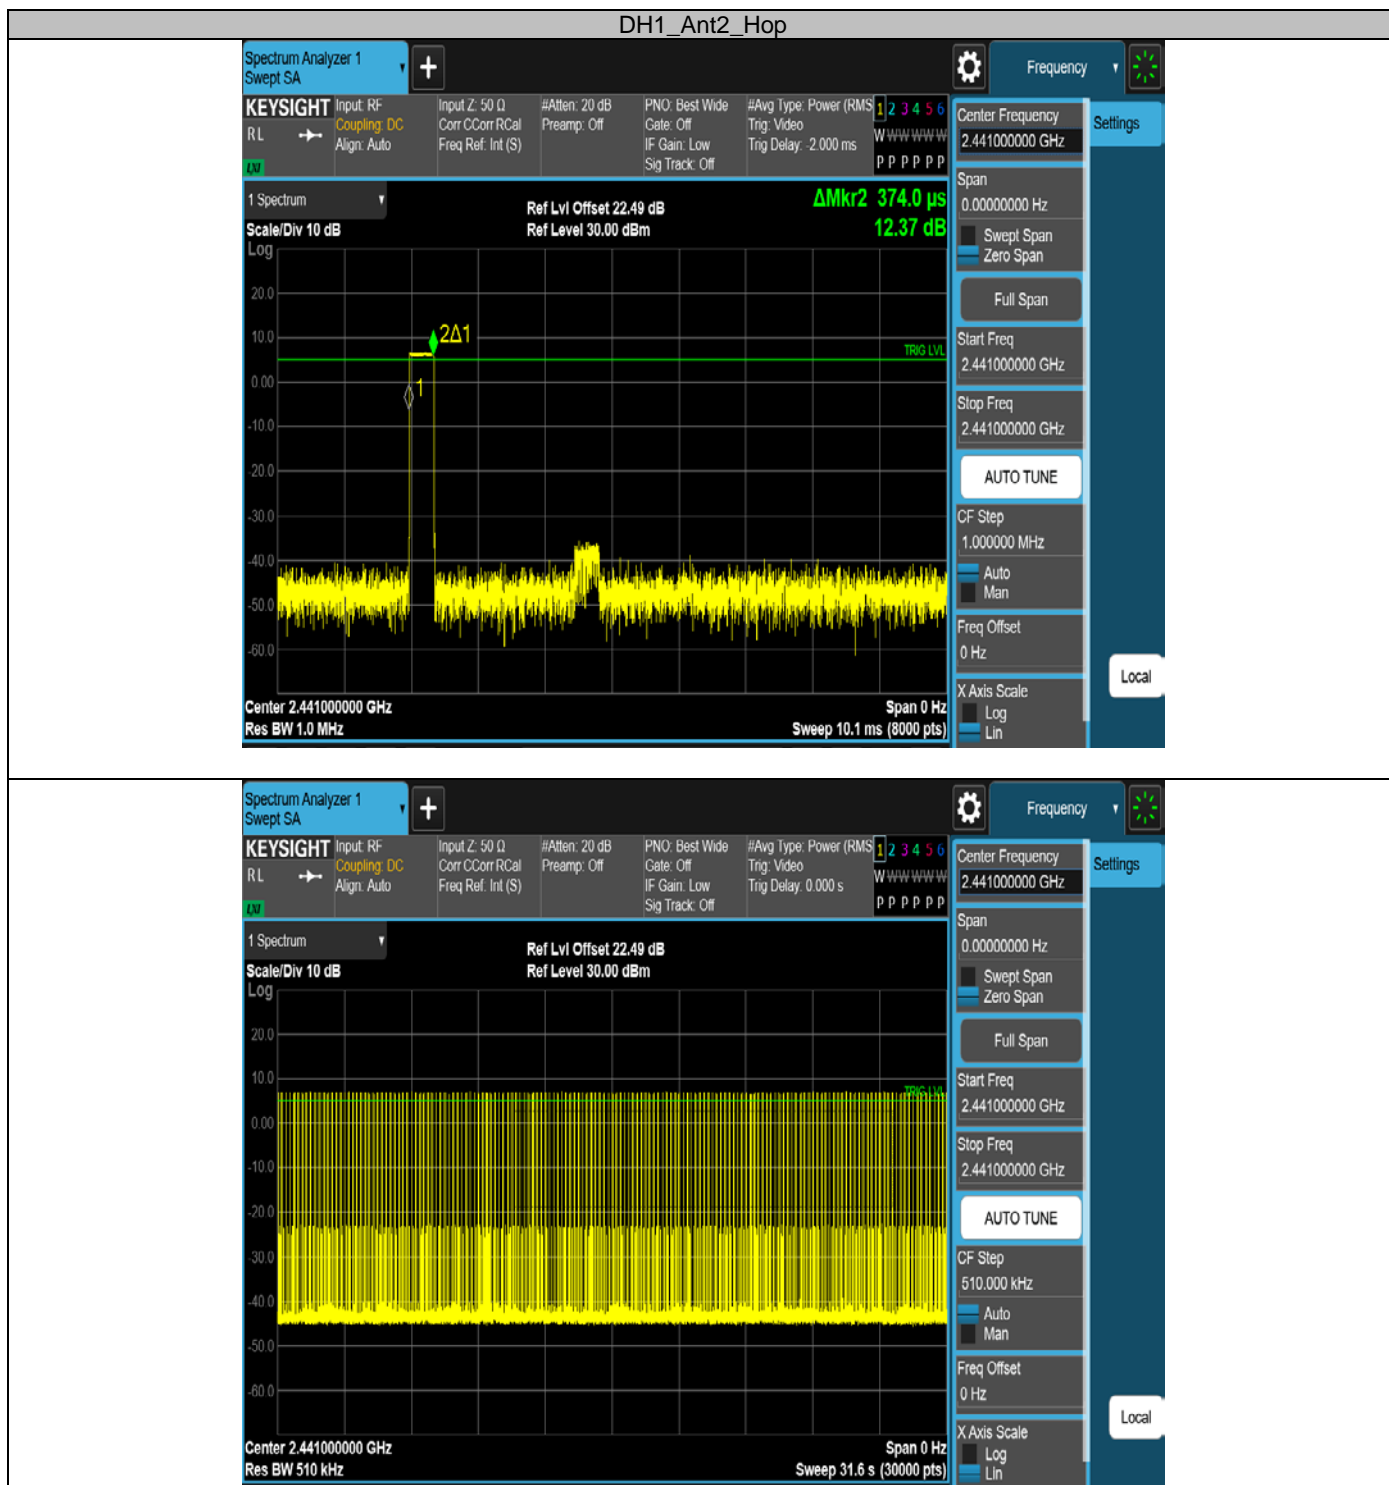 DH1_Ant2_Hop
Spectrum Analyzer 1
Swept SA
+
Frequency
KEYSIGHT Input: RF Input Z: 50 Ω #Atten: 20 dB PNO: Best Wide #Avg Type: Power (RMS 1 2 3 4 5 6
RL Coupling: DC Corr CCorr RCal Preamp: Off Gate: Off Trig: Video W W W W W W
Align: Auto Freq Ref: Int (S) IF Gain: Low Trig Delay: -2.000 ms
LXI Sig Track: Off P P P P P P
1 Spectrum
Ref Lvl Offset 22.49 dB
ΔMkr2 374.0 µs
Scale/Div 10 dB
Ref Level 30.00 dBm
12.37 dB
Log
20.0
10.0
0.00
-10.0
-20.0
-30.0
-40.0
-50.0
-60.0
2Δ1
1
TRIG LVL
Center 2.441000000 GHz
Span 0 Hz
Res BW 1.0 MHz
Sweep 10.1 ms (8000 pts)
Center Frequency
2.441000000 GHz
Settings
Span
0.00000000 Hz
Swept Span
Zero Span
Full Span
Start Freq
2.441000000 GHz
Stop Freq
2.441000000 GHz
AUTO TUNE
CF Step
1.000000 MHz
Auto
Man
Freq Offset
0 Hz
X Axis Scale
Log
Lin
Local
Spectrum Analyzer 1
Swept SA
+
Frequency
KEYSIGHT Input: RF Input Z: 50 Ω #Atten: 20 dB PNO: Best Wide #Avg Type: Power (RMS 1 2 3 4 5 6
RL Coupling: DC Corr CCorr RCal Preamp: Off Gate: Off Trig: Video W W W W W W
Align: Auto Freq Ref: Int (S) IF Gain: Low Trig Delay: 0.000 s
LXI Sig Track: Off P P P P P P
1 Spectrum
Ref Lvl Offset 22.49 dB
Scale/Div 10 dB
Ref Level 30.00 dBm
Log
20.0
10.0
0.00
-10.0
-20.0
-30.0
-40.0
-50.0
-60.0
TRIG LVL
Center 2.441000000 GHz
Span 0 Hz
Res BW 510 kHz
Sweep 31.6 s (30000 pts)
Center Frequency
2.441000000 GHz
Settings
Span
0.00000000 Hz
Swept Span
Zero Span
Full Span
Start Freq
2.441000000 GHz
Stop Freq
2.441000000 GHz
AUTO TUNE
CF Step
510.000 kHz
Auto
Man
Freq Offset
0 Hz
X Axis Scale
Log
Lin
Local